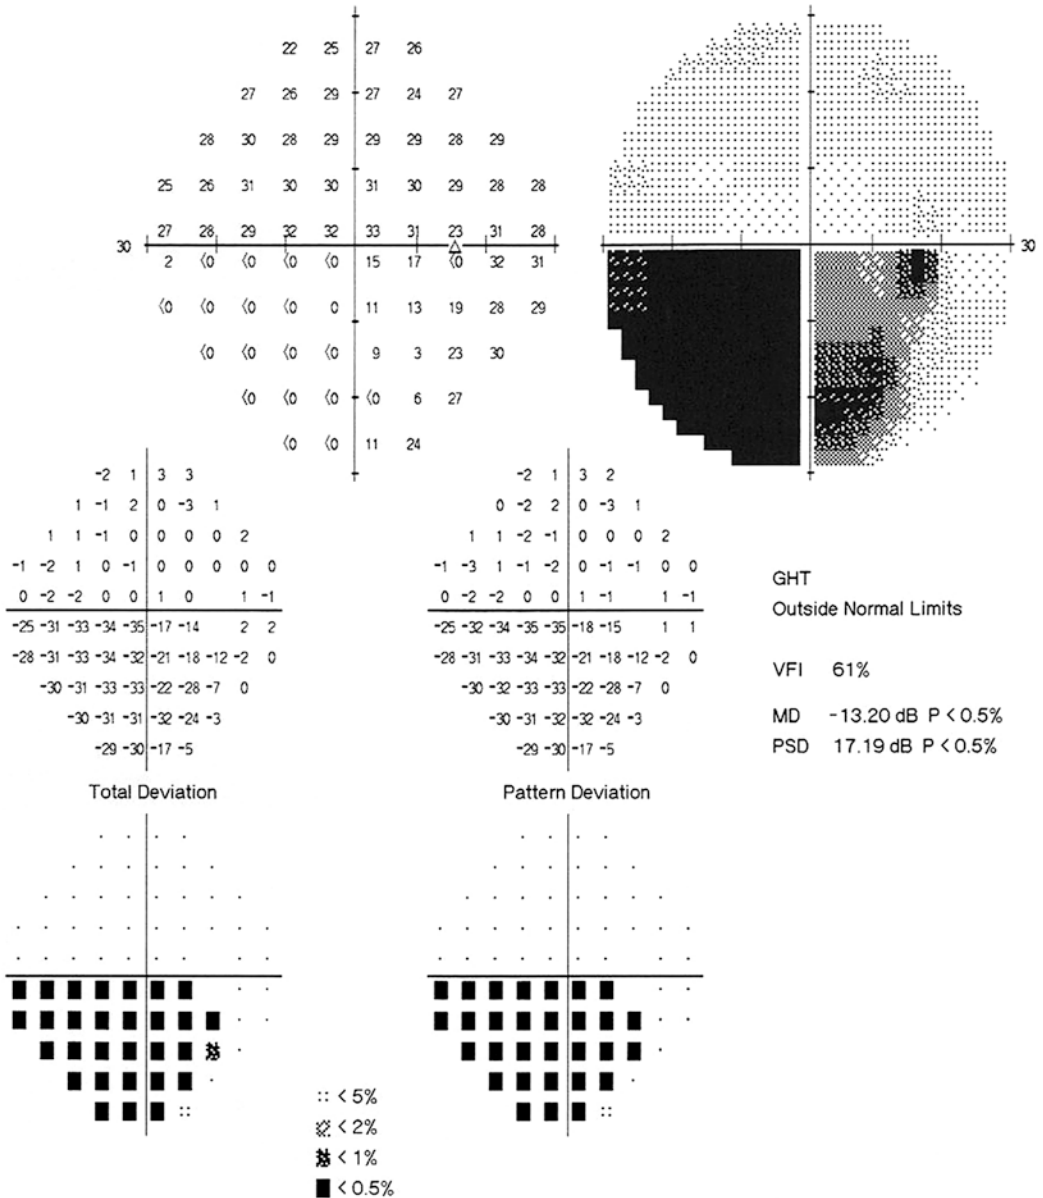 22 25 27 26
27 26 29 27 24 27
28 30 28 29 29 29 28 29
25 26 31 30 30 31 30 29 28 28
27 28 29 32 32 33 31 23 31 28
30
30
2 <0 <0 <0 <0 15 17 <0 32 31
<0 <0 <0 <0 0 11 13 19 28 29
<0 <0 <0 <0 9 3 23 30
<0 <0 <0 <0 6 27
<0 <0 11 24
-2 1 3 3
1 -1 2 0 -3 1
1 1 -1 0 0 0 0 2
-1 -2 1 0 -1 0 0 0 0 0
0 -2 -2 0 0 1 0 1 -1
-25 -31 -33 -34 -35 -17 -14 2 2
-28 -31 -33 -34 -32 -21 -18 -12 -2 0
-30 -31 -33 -33 -22 -28 -7 0
-30 -31 -31 -32 -24 -3
-29 -30 -17 -5
Total Deviation
-2 1 3 2
0 -2 2 0 -3 1
1 1 -2 -1 0 0 0 2
-1 -3 1 -1 -2 0 -1 -1 0 0
0 -2 -2 0 0 1 -1 1 -1
-25 -32 -34 -35 -35 -18 -15 1 1
-28 -31 -33 -34 -32 -21 -18 -12 -2 0
-30 -32 -33 -33 -22 -28 -7 0
-30 -31 -32 -32 -24 -3
-29 -30 -17 -5
Pattern Deviation
GHT
Outside Normal Limits
VFI 61%
MD -13.20 dB P < 0.5%
PSD 17.19 dB P < 0.5%
< 5%
< 2%
< 1%
< 0.5%